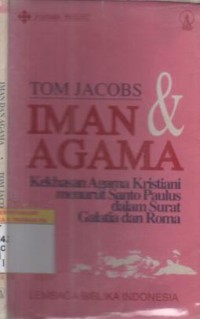 TOM JACOBS
IMAN &
AGAMA
Kekhasan Agama Kristiani
menurut Santo Paulus
dalam Surat
Galatia dan Roma
LEMBAGA BIBLIKA INDONESIA